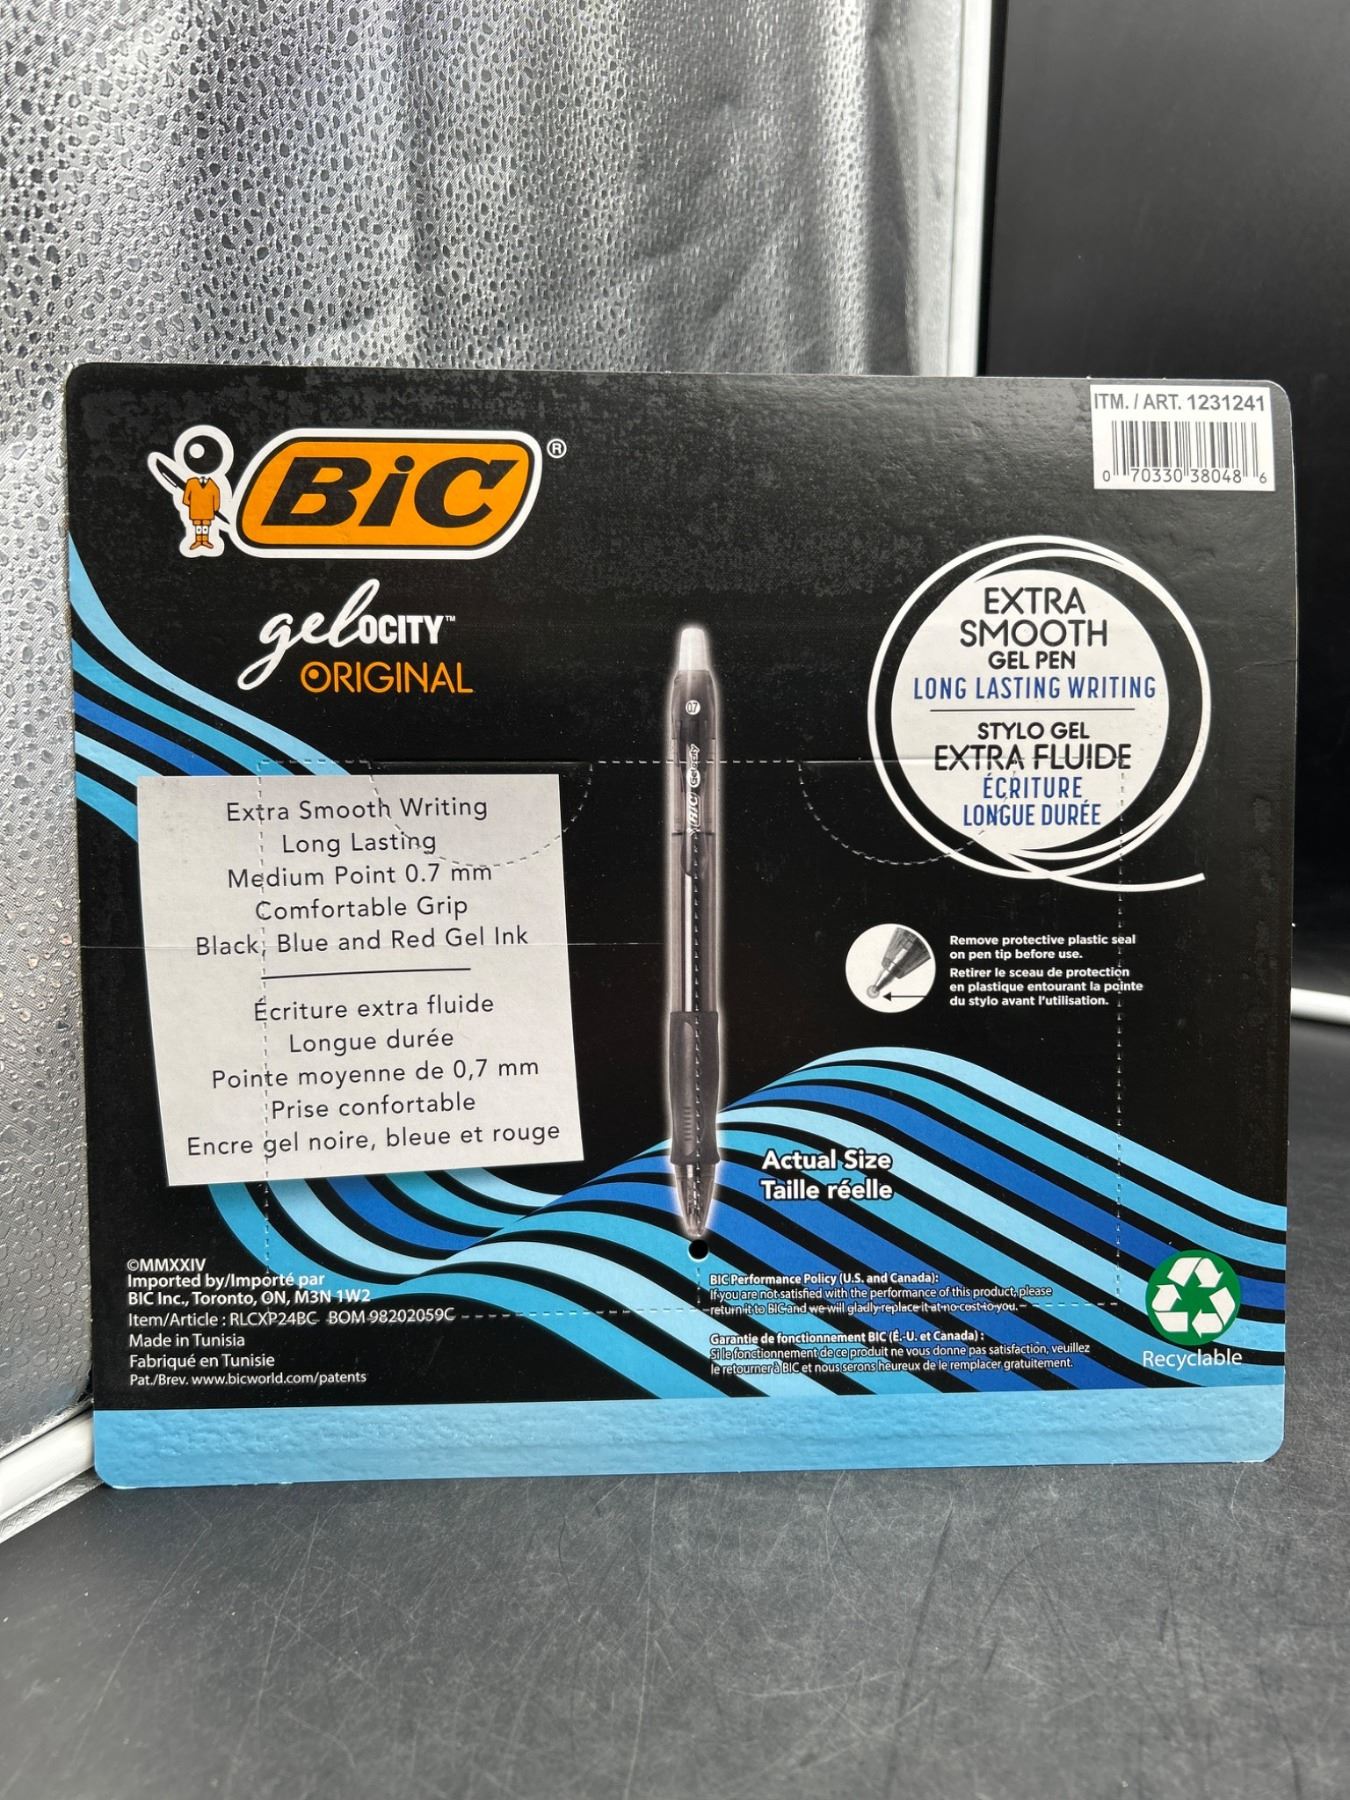 ITM. / ART. 1231241
0 70330 38048 6
BiC®
gelOCITY™
ORIGINAL
EXTRA
SMOOTH
GEL PEN
LONG LASTING WRITING
STYLO GEL
EXTRA FLUIDE
ÉCRITURE
LONGUE DURÉE
0.7
BIC Gelocity
Extra Smooth Writing
Long Lasting
Medium Point 0.7 mm
Comfortable Grip
Black, Blue and Red Gel Ink
Écriture extra fluide
Longue durée
Pointe moyenne de 0,7 mm
Prise confortable
Encre gel noire, bleue et rouge
Remove protective plastic seal
on pen tip before use.
Retirer le sceau de protection
en plastique entourant la pointe
du stylo avant l'utilisation.
Actual Size
Taille réelle
©MMXXIV
Imported by/Importé par
BIC Inc., Toronto, ON, M3N 1W2
Item/Article : RLCXP24BC BOM 98202059C
Made in Tunisia
Fabriqué en Tunisie
Pat./Brev. www.bicworld.com/patents
BIC Performance Policy (U.S. and Canada):
If you are not satisfied with the performance of this product, please
return it to BIC and we will gladly replace it at no cost to you.
Garantie de fonctionnement BIC (É.-U. et Canada) :
Si le fonctionnement de ce produit ne vous donne pas satisfaction, veuillez
le retourner à BIC et nous serons heureux de le remplacer gratuitement.
Recyclable